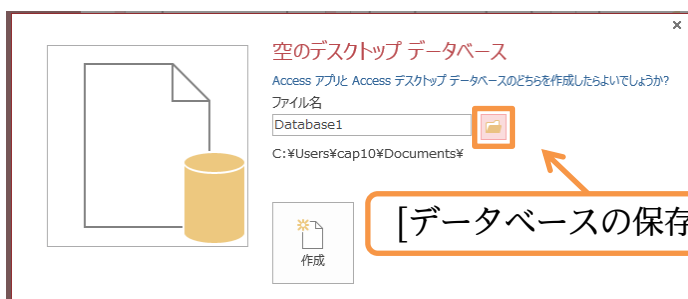 空のデスクトップ データベース
Access アプリと Access デスクトップ データベースのどちらを作成したらよいでしょうか?
ファイル名
Database1
C:¥Users¥cap10¥Documents¥
[データベースの保存
作成